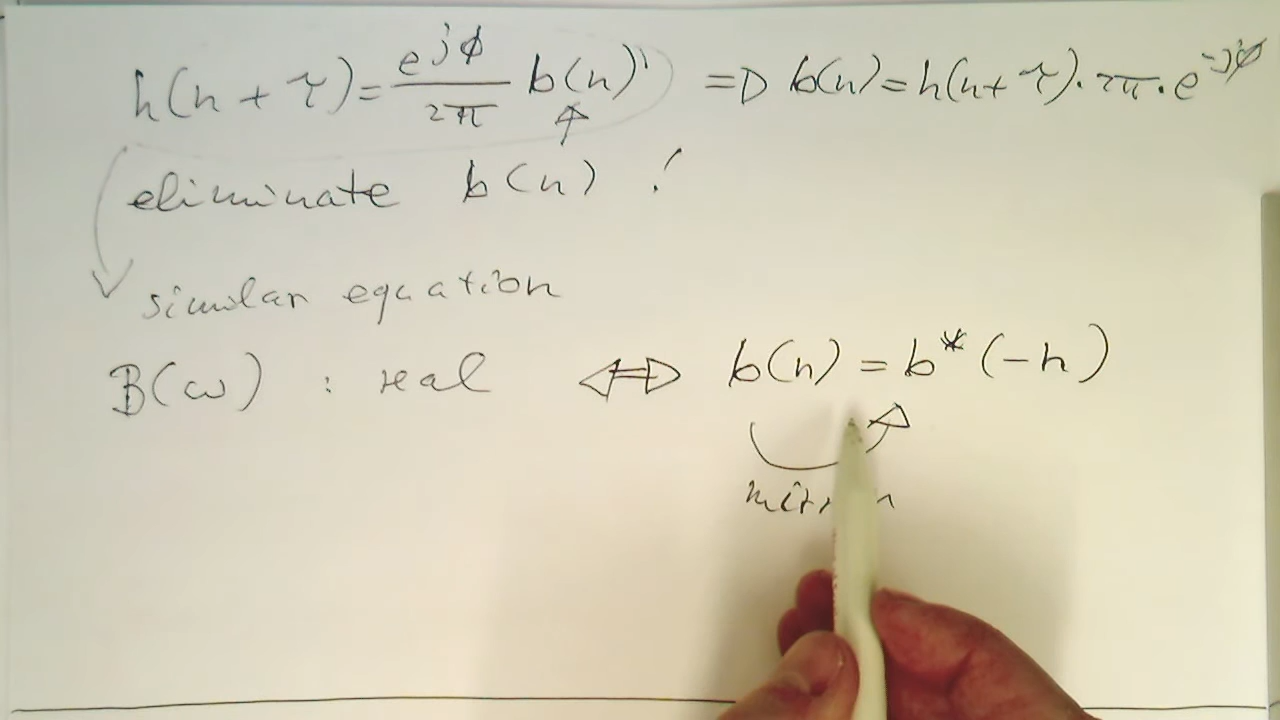 h(n + τ) = e^{jϕ}/2π b(n) ⇒ b(n) = h(n + τ) · 2π · e^{-jϕ}
eliminate b(n) !
similar equation
B(ω) : real ⇔ b(n) = b*(-n)